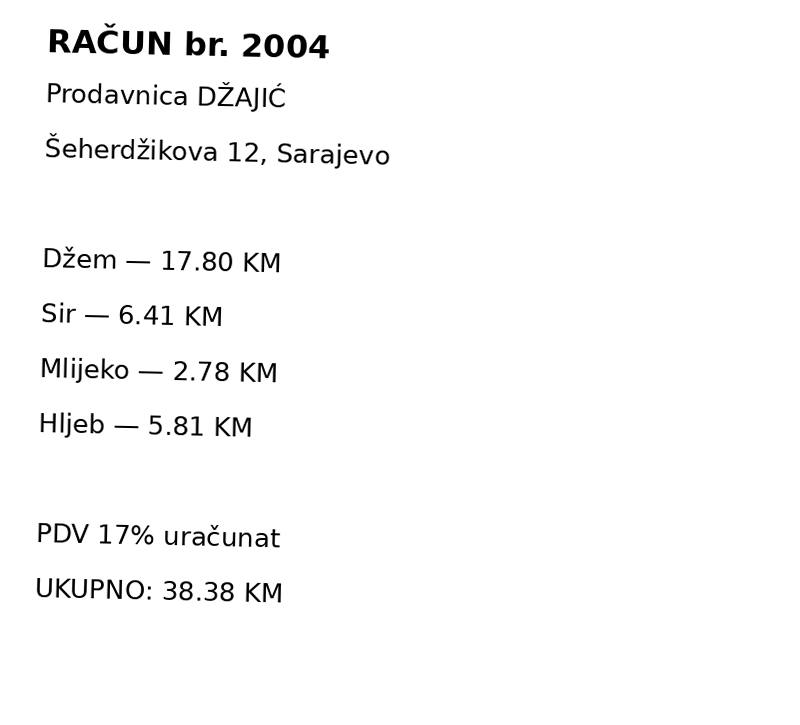 RAČUN br. 2004
Prodavnica DŽAJIĆ
Šeherdžikova 12, Sarajevo
Džem — 17.80 KM
Sir — 6.41 KM
Mlijeko — 2.78 KM
Hljeb — 5.81 KM
PDV 17% uračunat
UKUPNO: 38.38 KM